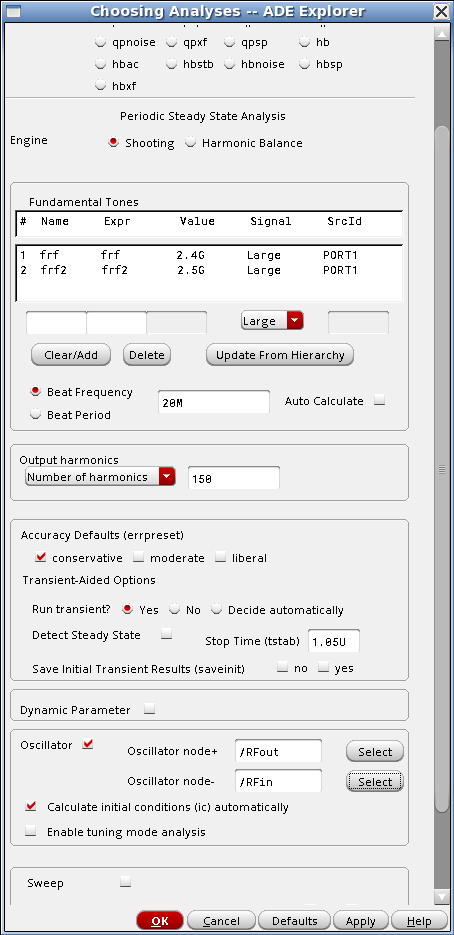 Choosing Analyses -- ADE Explorer
qpnoise qpxf qpsp hb
hbac hbstb hbnoise hbsp
hbxf
Periodic Steady State Analysis
Engine Shooting Harmonic Balance
Fundamental Tones
# Name Expr Value Signal SrcId
1 frf frf 2.4G Large PORT1
2 frf2 frf2 2.5G Large PORT1
Large
Clear/Add Delete Update From Hierarchy
Beat Frequency 20M Auto Calculate
Beat Period
Output harmonics
Number of harmonics 150
Accuracy Defaults (errpreset)
conservative moderate liberal
Transient-Aided Options
Run transient? Yes No Decide automatically
Detect Steady State Stop Time (tstab) 1.05U
Save Initial Transient Results (saveinit) no yes
Dynamic Parameter
Oscillator Oscillator node+ /RFout Select
Oscillator node- /RFin Select
Calculate initial conditions (ic) automatically
Enable tuning mode analysis
Sweep
OK Cancel Defaults Apply Help